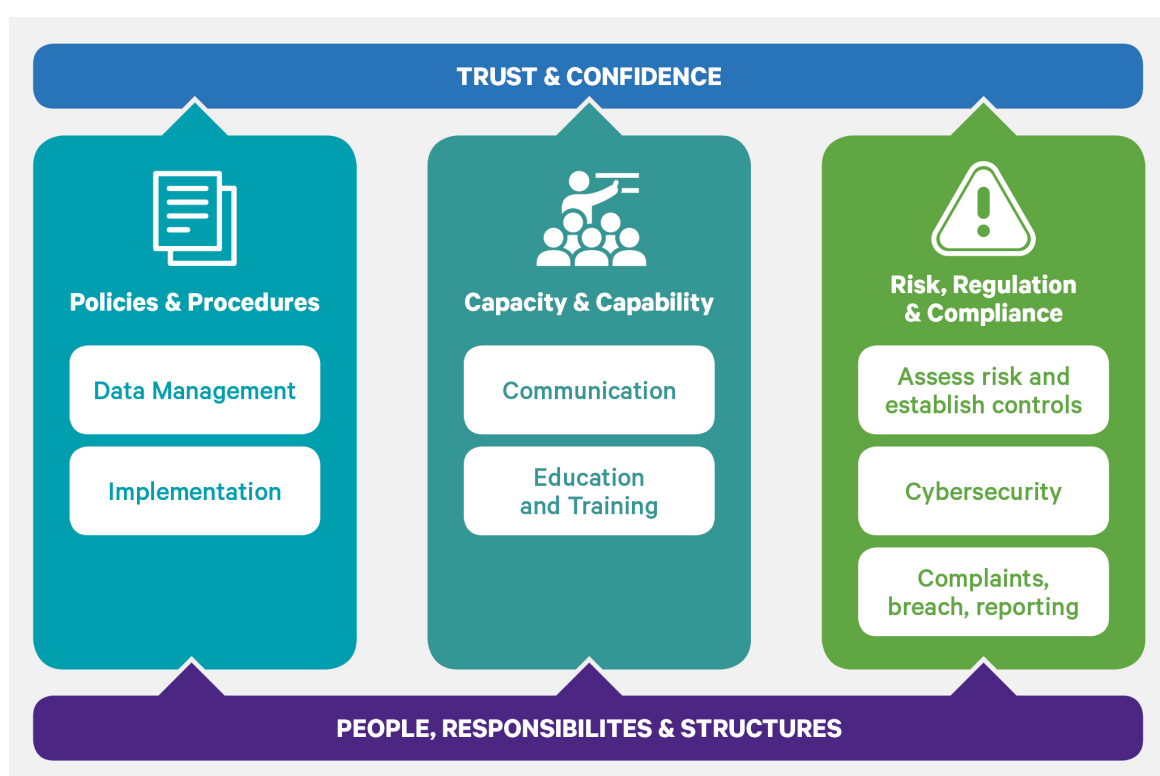 TRUST & CONFIDENCE
Policies & Procedures
Data Management
Implementation
Capacity & Capability
Communication
Education
and Training
Risk, Regulation
& Compliance
Assess risk and
establish controls
Cybersecurity
Complaints,
breach, reporting
PEOPLE, RESPONSIBILITES & STRUCTURES